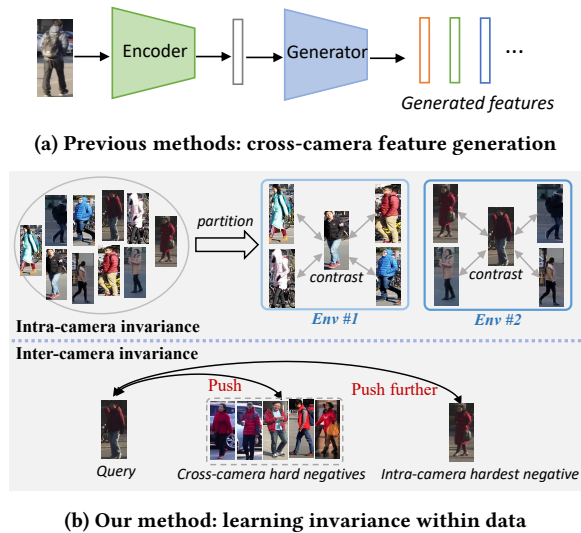 Encoder
Generator
...
Generated features
(a) Previous methods: cross-camera feature generation
partition
contrast
contrast
Intra-camera invariance
Env #1
Env #2
Inter-camera invariance
Push
Push further
Query
Cross-camera hard negatives
Intra-camera hardest negative
(b) Our method: learning invariance within data